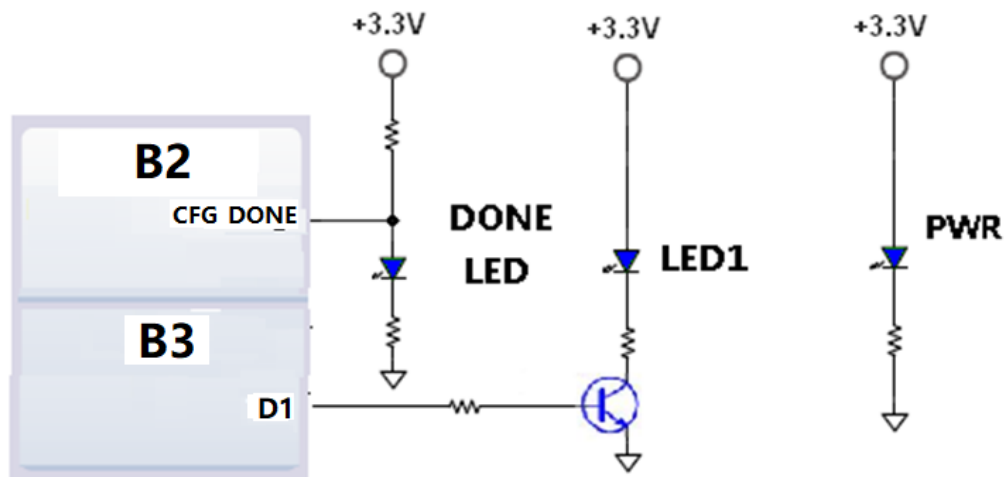 +3.3V
+3.3V
+3.3V
B2
CFG_DONE
DONE
LED
LED1
PWR
B3
D1